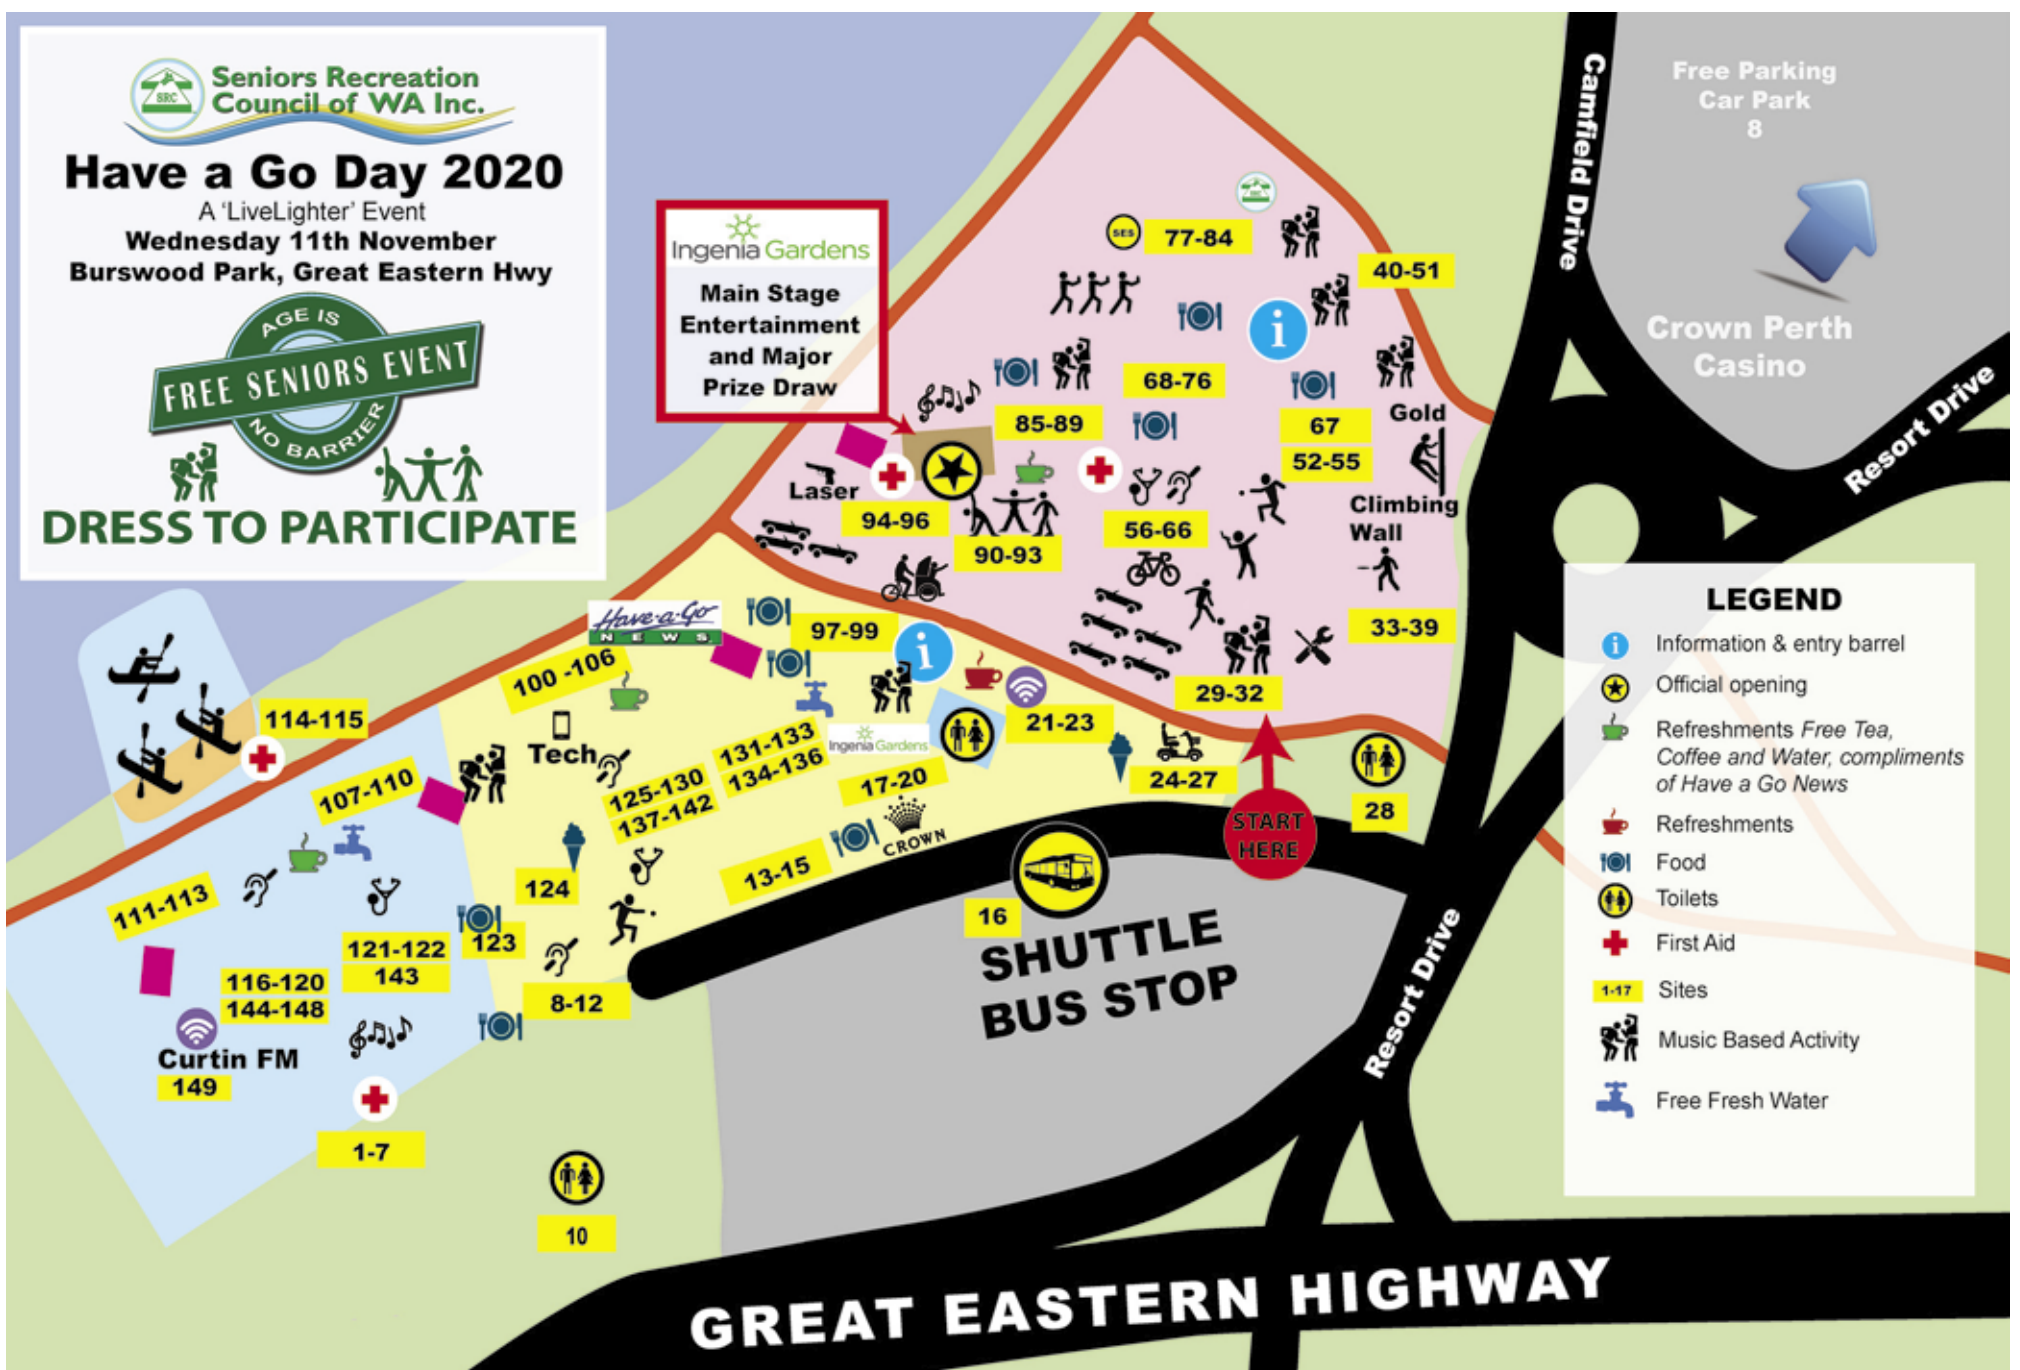 SRC
Seniors Recreation
Council of WA Inc.
Have a Go Day 2020
A 'LiveLighter' Event
Wednesday 11th November
Burswood Park, Great Eastern Hwy
AGE IS
FREE SENIORS EVENT
NO BARRIER
DRESS TO PARTICIPATE
Ingenia Gardens
Main Stage
Entertainment
and Major
Prize Draw
Camfield Drive
Free Parking
Car Park
8
Crown Perth
Casino
Resort Drive
SES
77-84
40-51
68-76
85-89
67
52-55
Gold
Climbing
Wall
Laser
94-96
90-93
56-66
33-39
29-32
Have-a-Go
NEWS
97-99
100 -106
21-23
24-27
28
START
HERE
114-115
Tech
131-133
134-136
Ingenia Gardens
17-20
125-130
137-142
107-110
CROWN
13-15
124
123
16
SHUTTLE
BUS STOP
111-113
121-122
143
116-120
144-148
8-12
Curtin FM
149
1-7
10
Resort Drive
GREAT EASTERN HIGHWAY
LEGEND
Information & entry barrel
Official opening
Refreshments Free Tea,
Coffee and Water, compliments
of Have a Go News
Refreshments
Food
Toilets
First Aid
1-17 Sites
Music Based Activity
Free Fresh Water